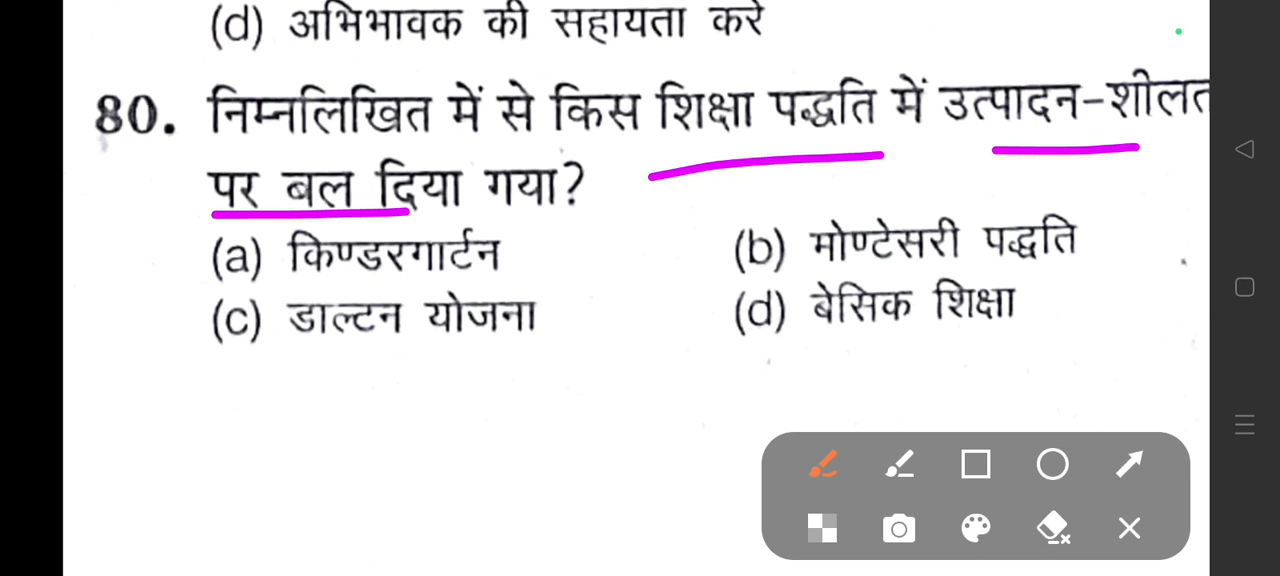 (d) अभिभावक की सहायता करें
80. निम्नलिखित में से किस शिक्षा पद्धति में उत्पादन-शीलत
पर बल दिया गया?
(a) किण्डरगार्टन (b) मोण्टेसरी पद्धति
(c) डाल्टन योजना (d) बेसिक शिक्षा